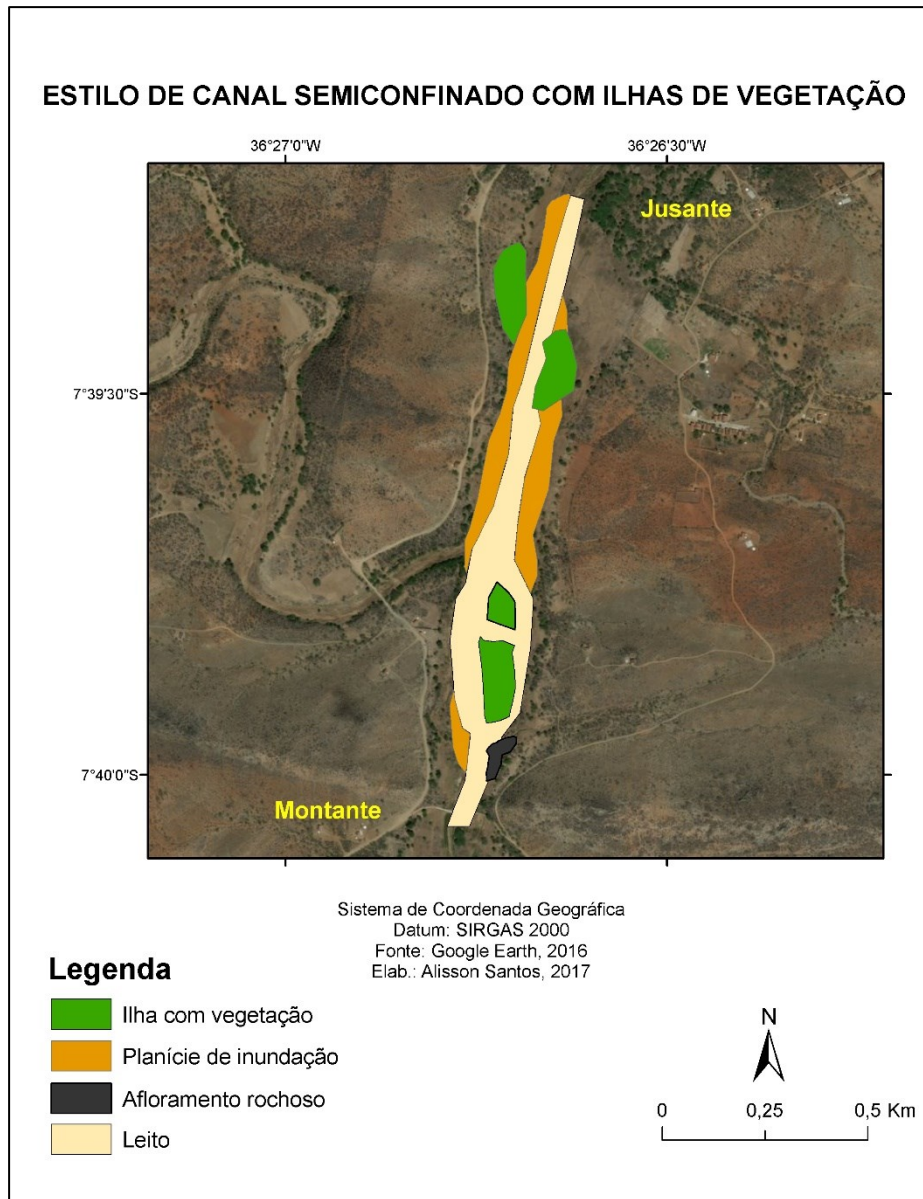 ESTILO DE CANAL SEMICONFINADO COM ILHAS DE VEGETAÇÃO
36°27'0"W
36°26'30"W
Jusante
7°39'30"S
7°40'0"S
Montante
Sistema de Coordenada Geográfica
Datum: SIRGAS 2000
Fonte: Google Earth, 2016
Elab.: Alisson Santos, 2017
Legenda
Ilha com vegetação
Planície de inundação
Afloramento rochoso
Leito
N
0 0,25 0,5 Km